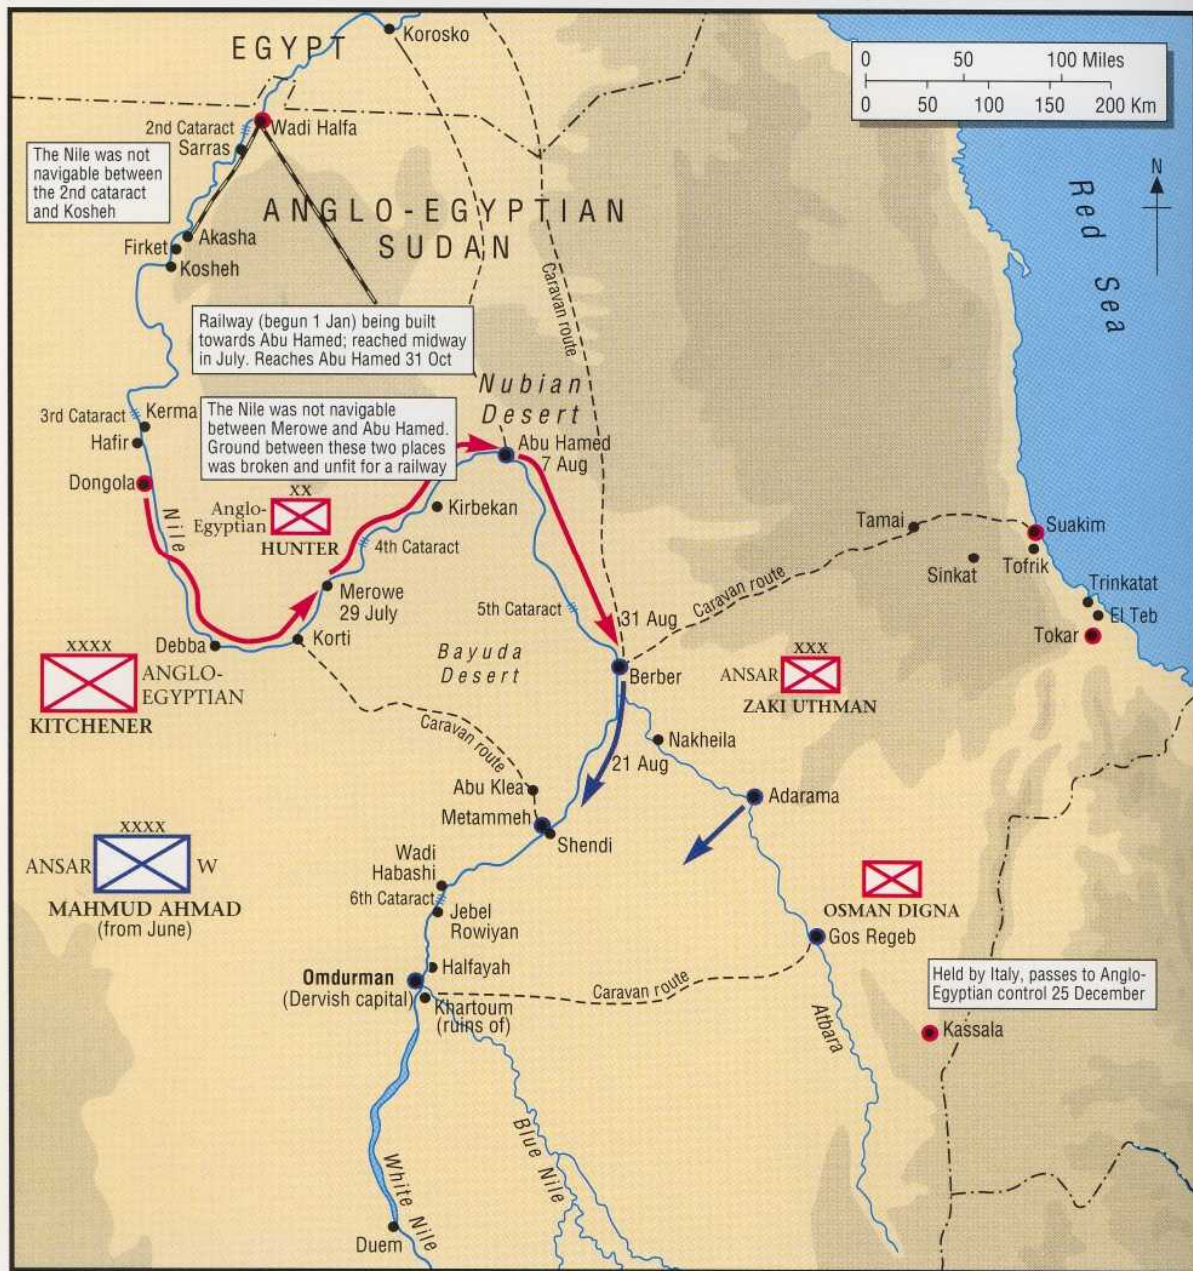 Korosko
EGYPT
0 50 100 Miles
0 50 100 150 200 Km
2nd Cataract
Wadi Halfa
Sarras
The Nile was not
navigable between
the 2nd cataract
and Kosheh
N
Red Sea
ANGLO-EGYPTIAN
SUDAN
Akasha
Firket
Kosheh
Caravan route
Railway (begun 1 Jan) being built
towards Abu Hamed; reached midway
in July. Reaches Abu Hamed 31 Oct
Nubian
Desert
3rd Cataract
Kerma
Hafir
The Nile was not navigable
between Merowe and Abu Hamed.
Ground between these two places
was broken and unfit for a railway
Abu Hamed
7 Aug
Dongola
Nile
XX
Anglo-
Egyptian
HUNTER
Kirbekan
4th Cataract
Tamai
Suakim
Sinkat
Tofrik
Merowe
29 July
5th Cataract
31 Aug
Caravan route
Trinkatat
El Teb
Tokar
Debba
Korti
Bayuda
Desert
Berber
XXXX
ANGLO-
EGYPTIAN
KITCHENER
XXX
ANSAR
ZAKI UTHMAN
Caravan route
Nakheila
21 Aug
Abu Klea
Adarama
Metammeh
Shendi
XXXX
ANSAR W
MAHMUD AHMAD
(from June)
Wadi
Habashi
6th Cataract
Jebel
Rowiyan
OSMAN DIGNA
Gos Regeb
Halfayah
Omdurman
(Dervish capital)
Khartoum
(ruins of)
Caravan route
Held by Italy, passes to Anglo-
Egyptian control 25 December
Kassala
Atbara
Blue Nile
White Nile
Duem